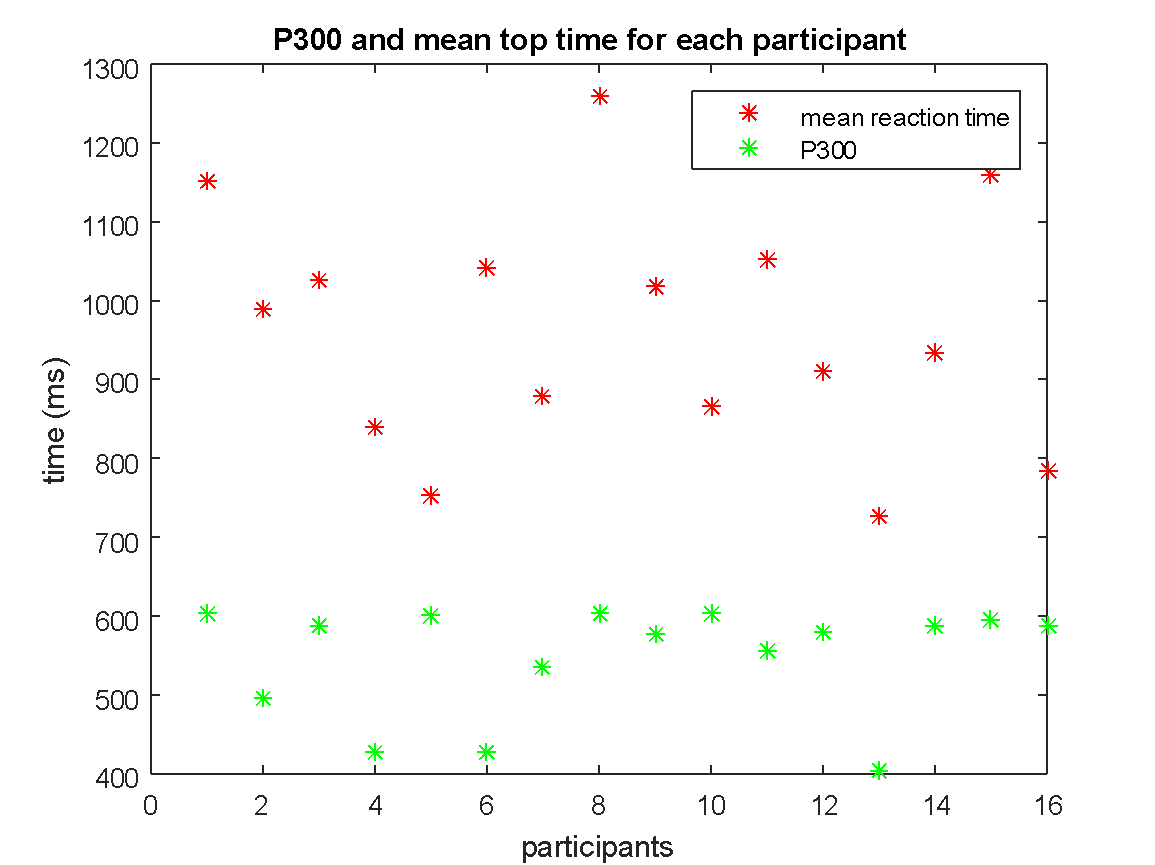 P300 and mean top time for each participant
mean reaction time
P300
1300
1200
1100
1000
900
800
700
600
500
400
time (ms)
0 2 4 6 8 10 12 14 16
participants